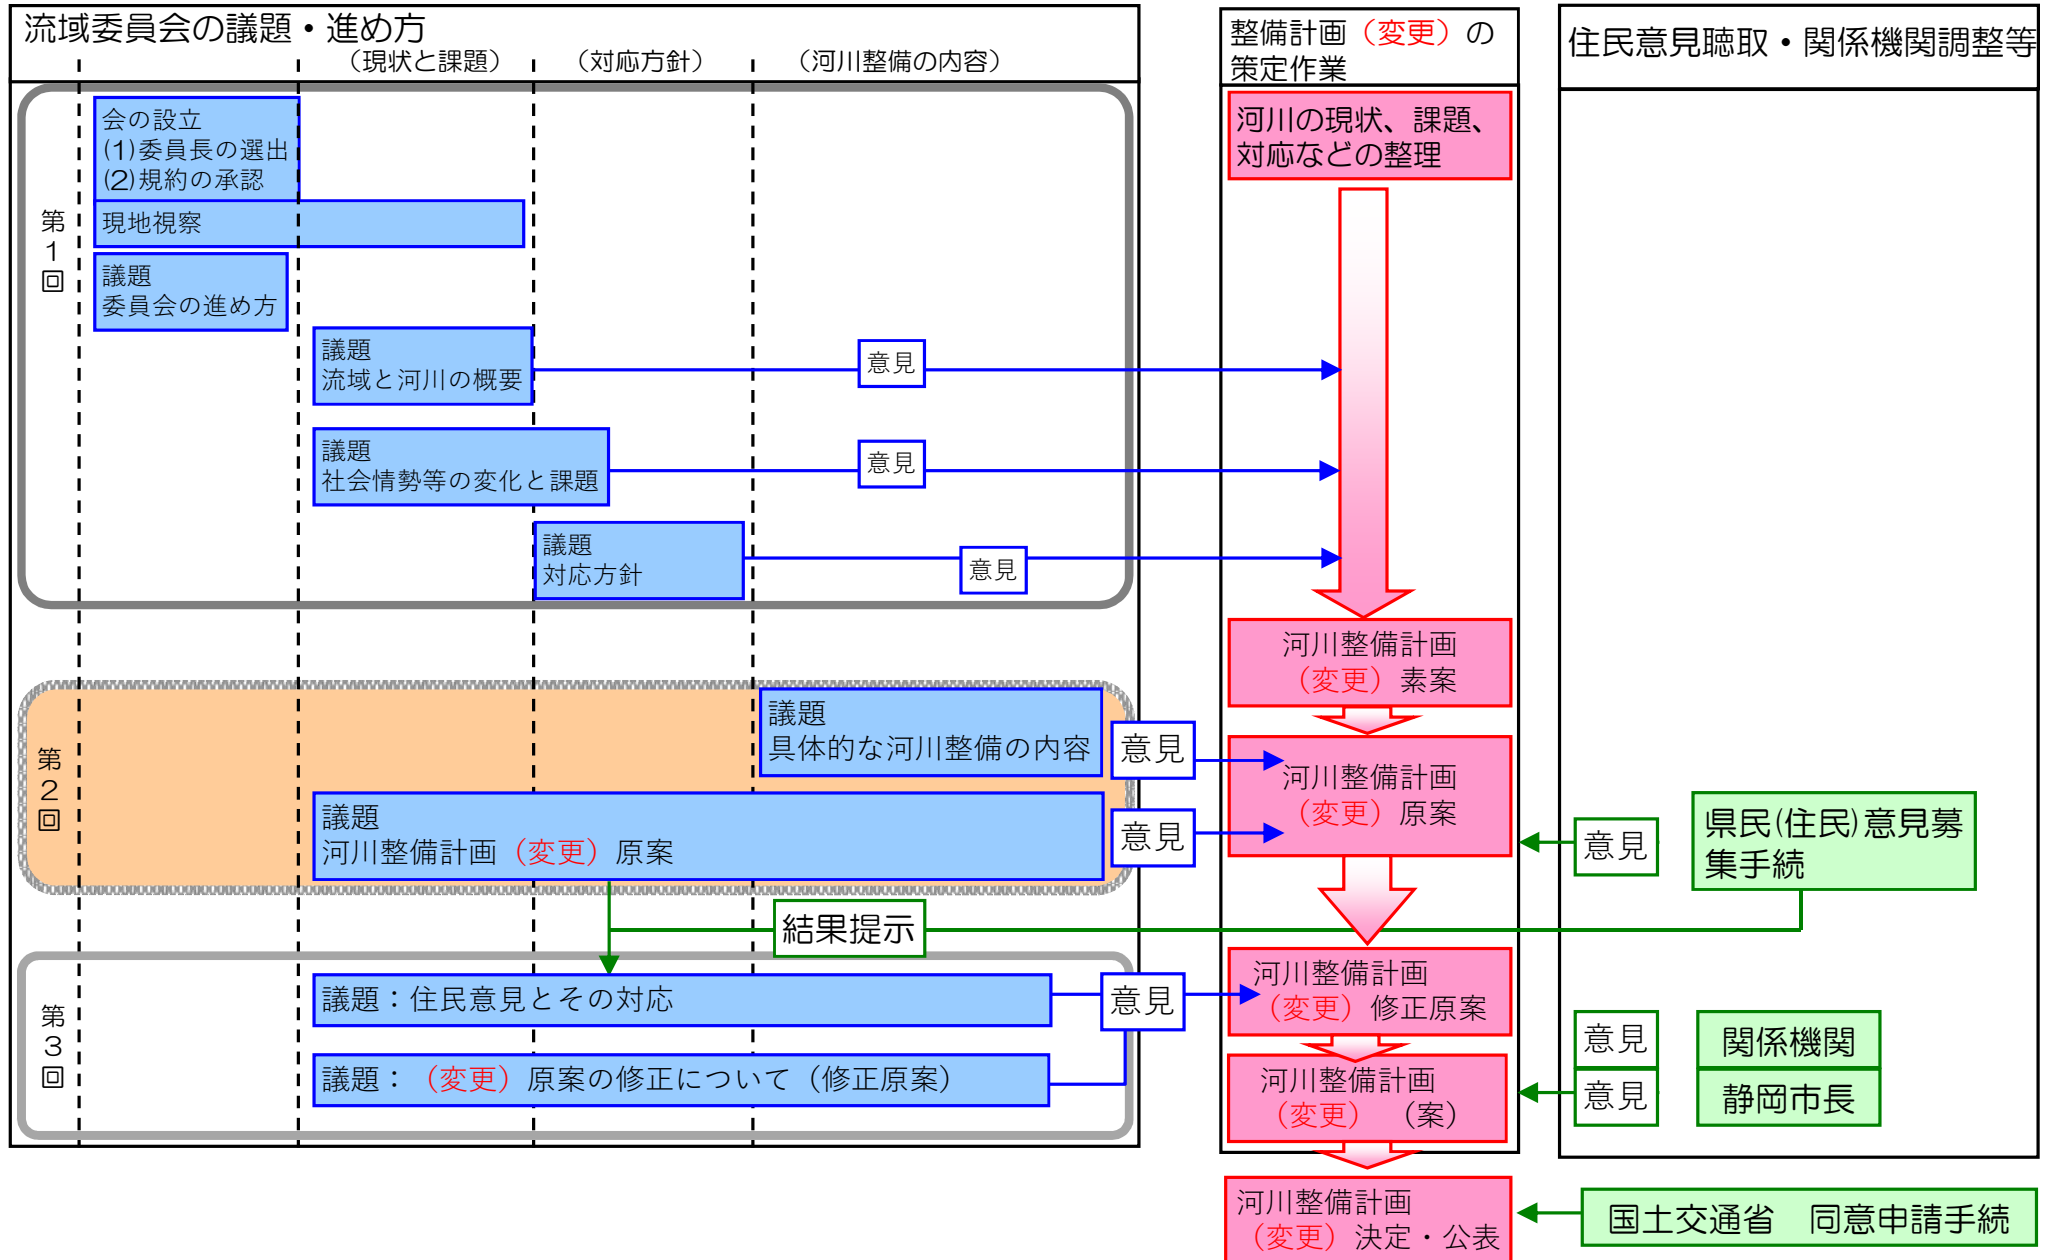 流域委員会の議題・進め方
（現状と課題）
（対応方針）
（河川整備の内容）
第1回
会の設立
(1)委員長の選出
(2)規約の承認
現地視察
議題
委員会の進め方
議題
流域と河川の概要
意見
議題
社会情勢等の変化と課題
意見
議題
対応方針
意見
第2回
議題
具体的な河川整備の内容
意見
議題
河川整備計画（変更）原案
意見
結果提示
第3回
議題：住民意見とその対応
意見
議題：（変更）原案の修正について（修正原案）
整備計画（変更）の
策定作業
河川の現状、課題、
対応などの整理
河川整備計画
（変更）素案
河川整備計画
（変更）原案
河川整備計画
（変更）修正原案
河川整備計画
（変更）　（案）
河川整備計画
（変更）決定・公表
住民意見聴取・関係機関調整等
意見
県民(住民)意見募
集手続
意見
関係機関
意見
静岡市長
国土交通省　同意申請手続